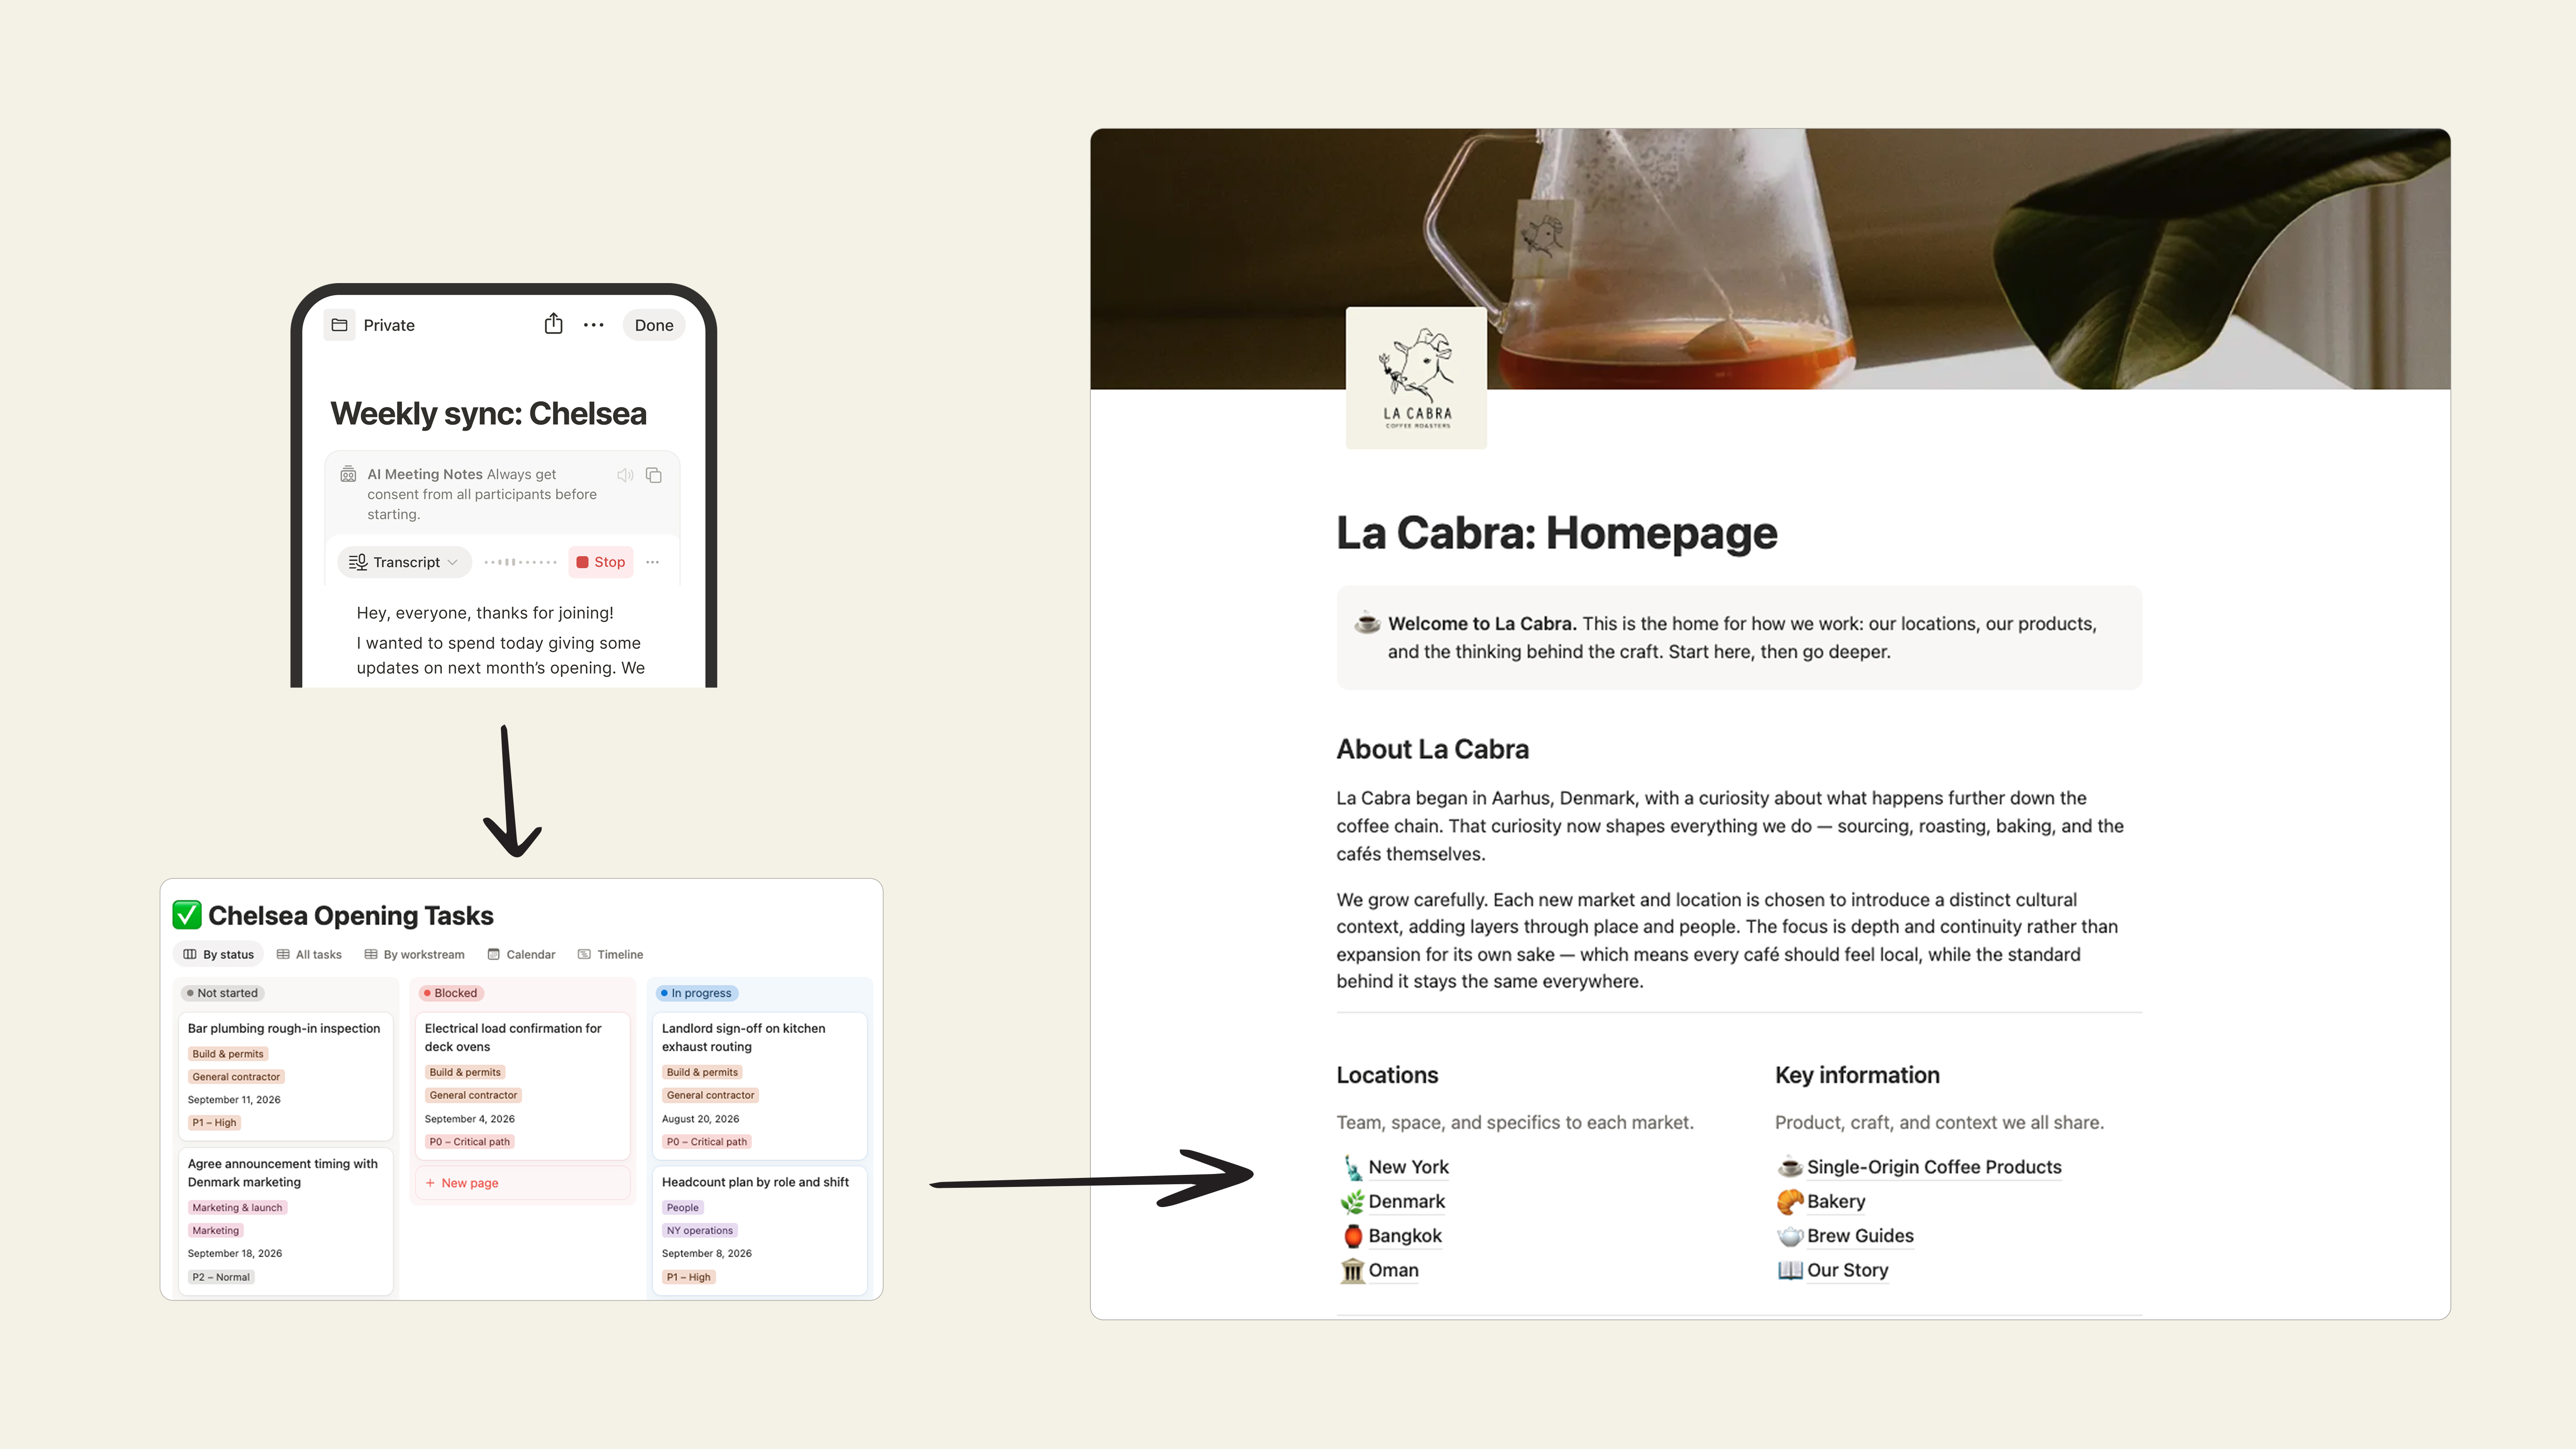 Private
Done
Weekly sync: Chelsea
AI Meeting Notes Always get
consent from all participants before
starting.
Transcript
Stop
Hey, everyone, thanks for joining!
I wanted to spend today giving some
updates on next month’s opening. We
✅ Chelsea Opening Tasks
By status
All tasks
By workstream
Calendar
Timeline
Not started
Bar plumbing rough-in inspection
Build & permits
General contractor
September 11, 2026
P1 – High
Agree announcement timing with
Denmark marketing
Marketing & launch
Marketing
September 18, 2026
P2 – Normal
Blocked
Electrical load confirmation for
deck ovens
Build & permits
General contractor
September 4, 2026
P0 – Critical path
+ New page
In progress
Landlord sign-off on kitchen
exhaust routing
Build & permits
General contractor
August 20, 2026
P0 – Critical path
Headcount plan by role and shift
People
NY operations
September 8, 2026
P1 – High
LA CABRA
COFFEE ROASTERS
La Cabra: Homepage
Welcome to La Cabra. This is the home for how we work: our locations, our products,
and the thinking behind the craft. Start here, then go deeper.
About La Cabra
La Cabra began in Aarhus, Denmark, with a curiosity about what happens further down the
coffee chain. That curiosity now shapes everything we do — sourcing, roasting, baking, and the
cafés themselves.
We grow carefully. Each new market and location is chosen to introduce a distinct cultural
context, adding layers through place and people. The focus is depth and continuity rather than
expansion for its own sake — which means every café should feel local, while the standard
behind it stays the same everywhere.
Locations
Team, space, and specifics to each market.
New York
Denmark
Bangkok
Oman
Key information
Product, craft, and context we all share.
Single-Origin Coffee Products
Bakery
Brew Guides
Our Story